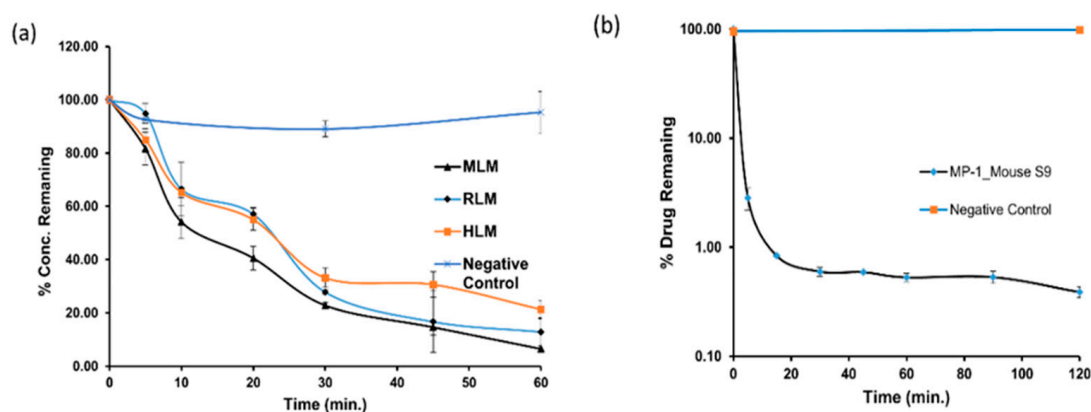 (a)
120.00
100.00
80.00
60.00
40.00
20.00
0.00
% Conc. Remaining
0 10 20 30 40 50 60
Time (min.)
MLM
RLM
HLM
Negative
Control
(b)
100.00
10.00
1.00
0.10
% Drug Remaning
0 20 40 60 80 100 120
Time (min.)
MP-1_Mouse S9
Negative Control